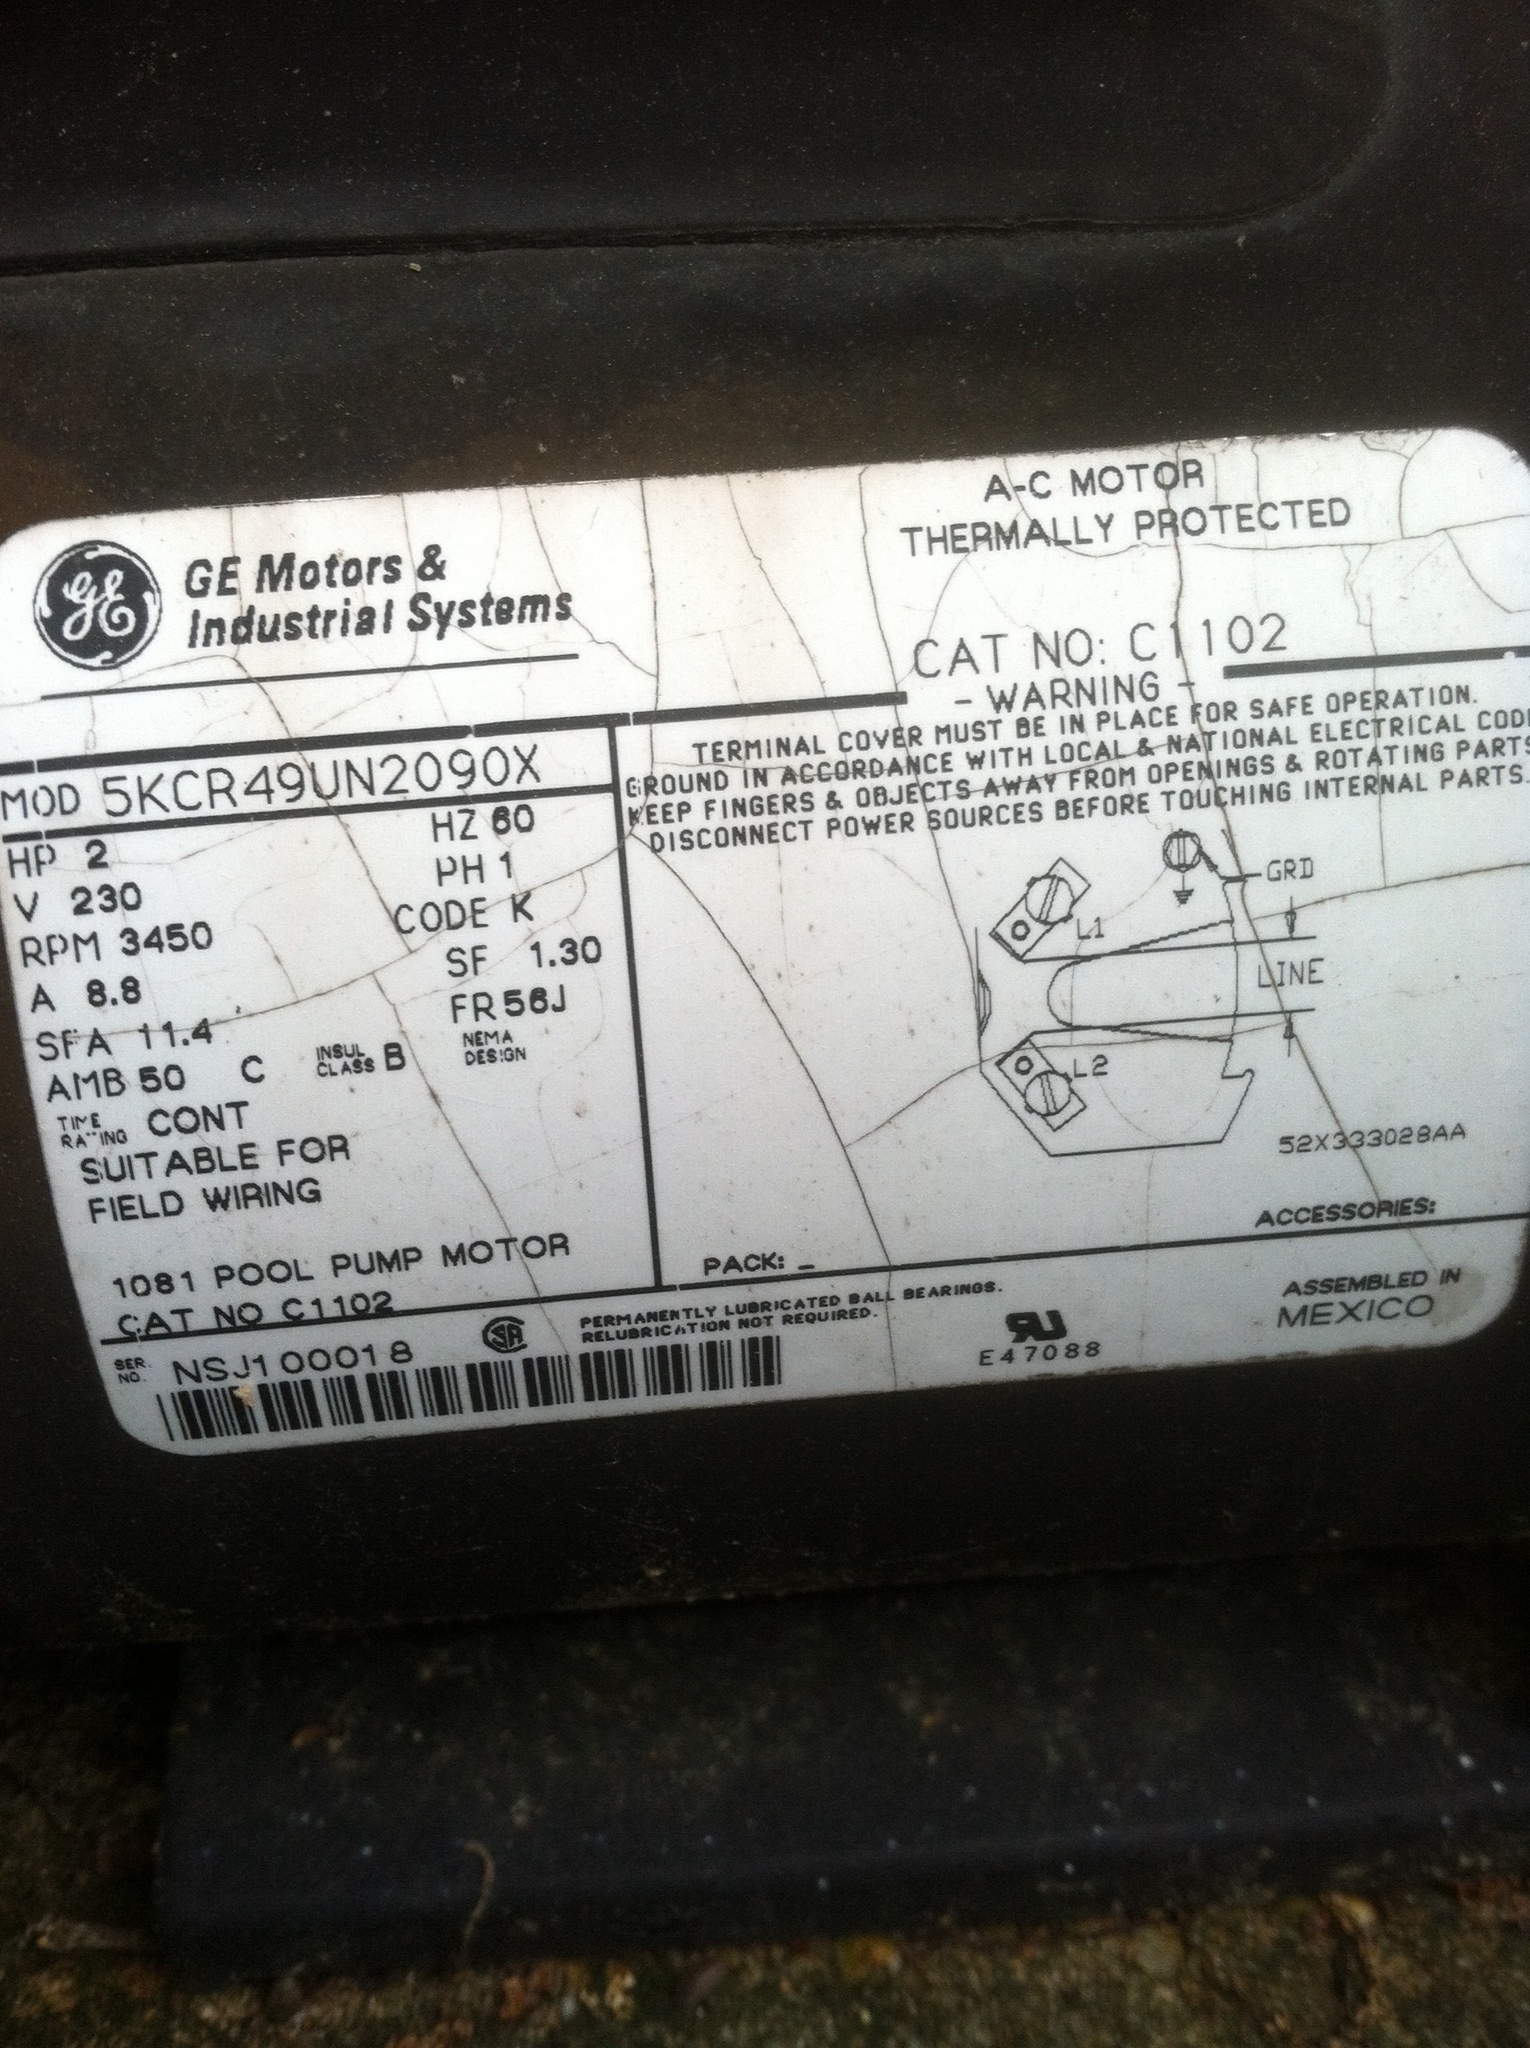 A-C MOTOR
THERMALLY PROTECTED
GE
GE Motors &
Industrial Systems
CAT NO: C1102
- WARNING -
TERMINAL COVER MUST BE IN PLACE FOR SAFE OPERATION.
GROUND IN ACCORDANCE WITH LOCAL & NATIONAL ELECTRICAL CODE
KEEP FINGERS & OBJECTS AWAY FROM OPENINGS & ROTATING PARTS
DISCONNECT POWER SOURCES BEFORE TOUCHING INTERNAL PARTS.
MOD 5KCR49UN2090X
HP 2 HZ 60
V 230 PH 1
RPM 3450 CODE K
A 8.8 SF 1.30
SFA 11.4 FR 56J
AMB 50 C INSUL CLASS B NEMA DESIGN
TIME RATING CONT
SUITABLE FOR
FIELD WIRING
1081 POOL PUMP MOTOR
CAT NO C1102
GRD
L1
LINE
L2
52X333028AA
PACK: -
ACCESSORIES:
SER. NO. NSJ100018
PERMANENTLY LUBRICATED BALL BEARINGS.
RELUBRICATION NOT REQUIRED.
E47088
ASSEMBLED IN
MEXICO